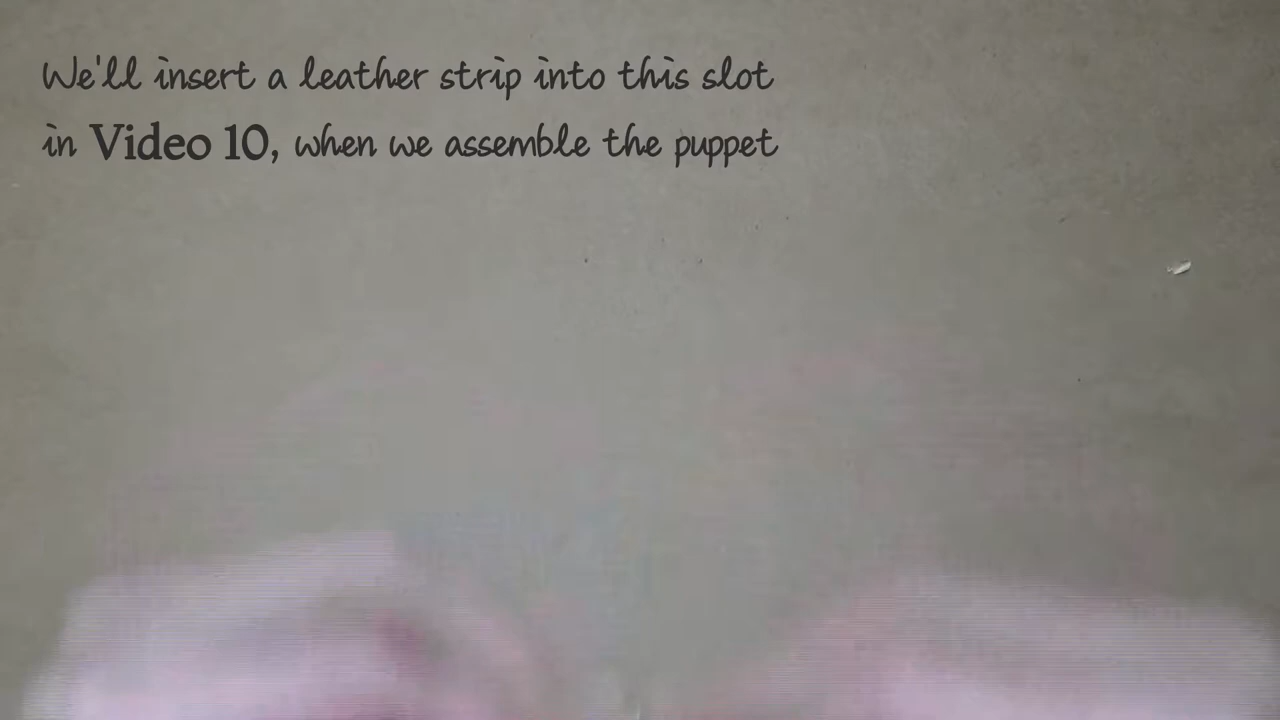 We'll insert a leather strip into this slot
in Video 10, when we assemble the puppet